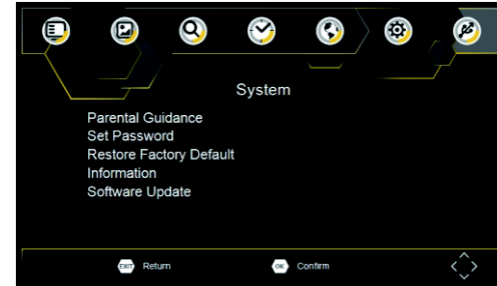 System
Parental Guidance
Set Password
Restore Factory Default
Information
Software Update
EXIT Return OK Confirm